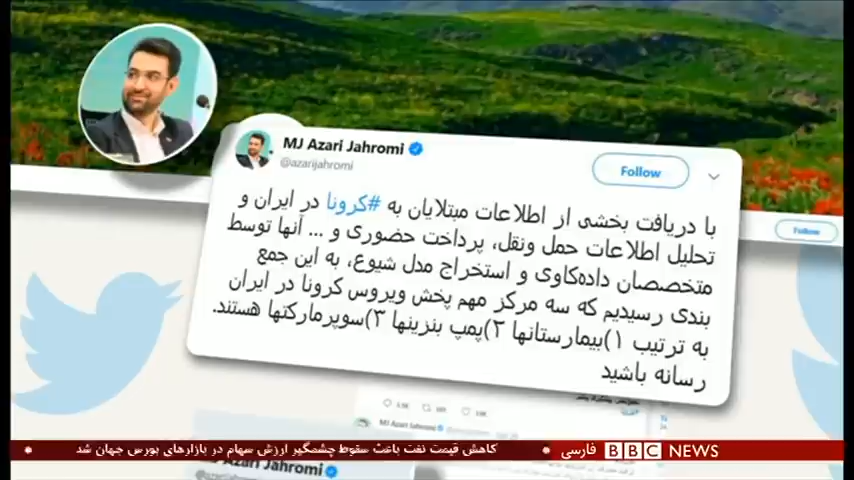 MJ Azari Jahromi
@azarijahromi
Follow
با دریافت بخشی از اطلاعات مبتلایان به #کرونا در ایران و
تحلیل اطلاعات حمل ونقل، پرداخت حضوری و ... آنها توسط
متخصصان داده‌کاوی و استخراج مدل شیوع، به این جمع
بندی رسیدیم که سه مرکز مهم پخش ویروس کرونا در ایران
به ترتیب ۱)بیمارستانها ۲)پمپ بنزینها ۳)سوپرمارکتها هستند.
رسانه باشید
Follow
MJ Azari Jahromi
BBC NEWS فارسی
کاهش قیمت نفت باعث سقوط چشمگیر ارزش سهام در بازارهای بورس جهان شد
MJ Azari Jahromi